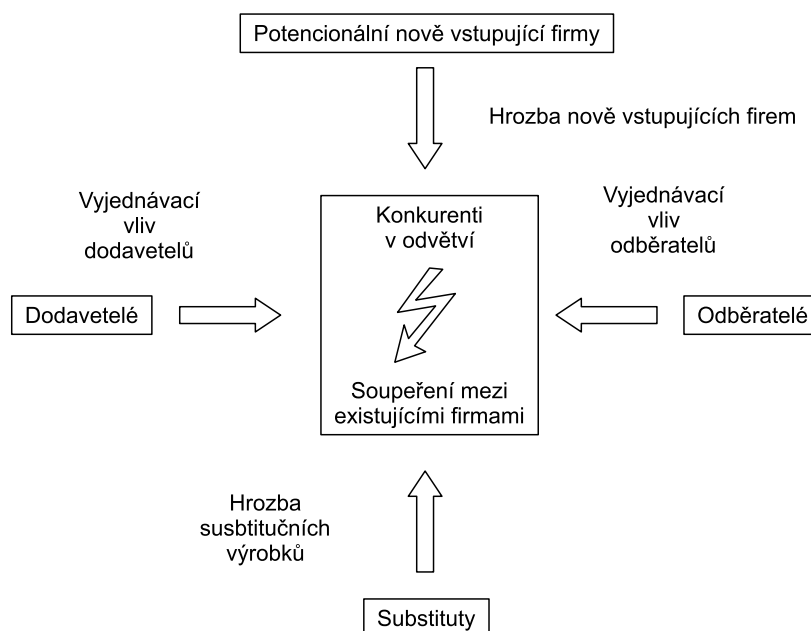 Potencionální nově vstupující firmy
Hrozba nově vstupujících firem
Vyjednávací
vliv
dodavetelů
Konkurenti
v odvětví
Vyjednávací
vliv
odběratelů
Dodavetelé
Odběratelé
Soupeření mezi
existujícími firmami
Hrozba
susbtitučních
výrobků
Substituty